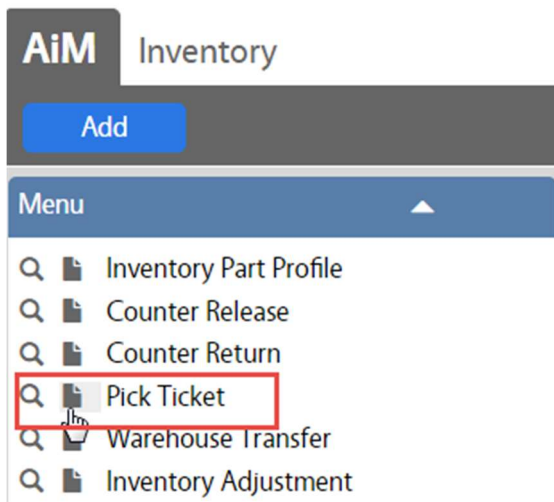 AiM Inventory
Add
Menu
Inventory Part Profile
Counter Release
Counter Return
Pick Ticket
Warehouse Transfer
Inventory Adjustment